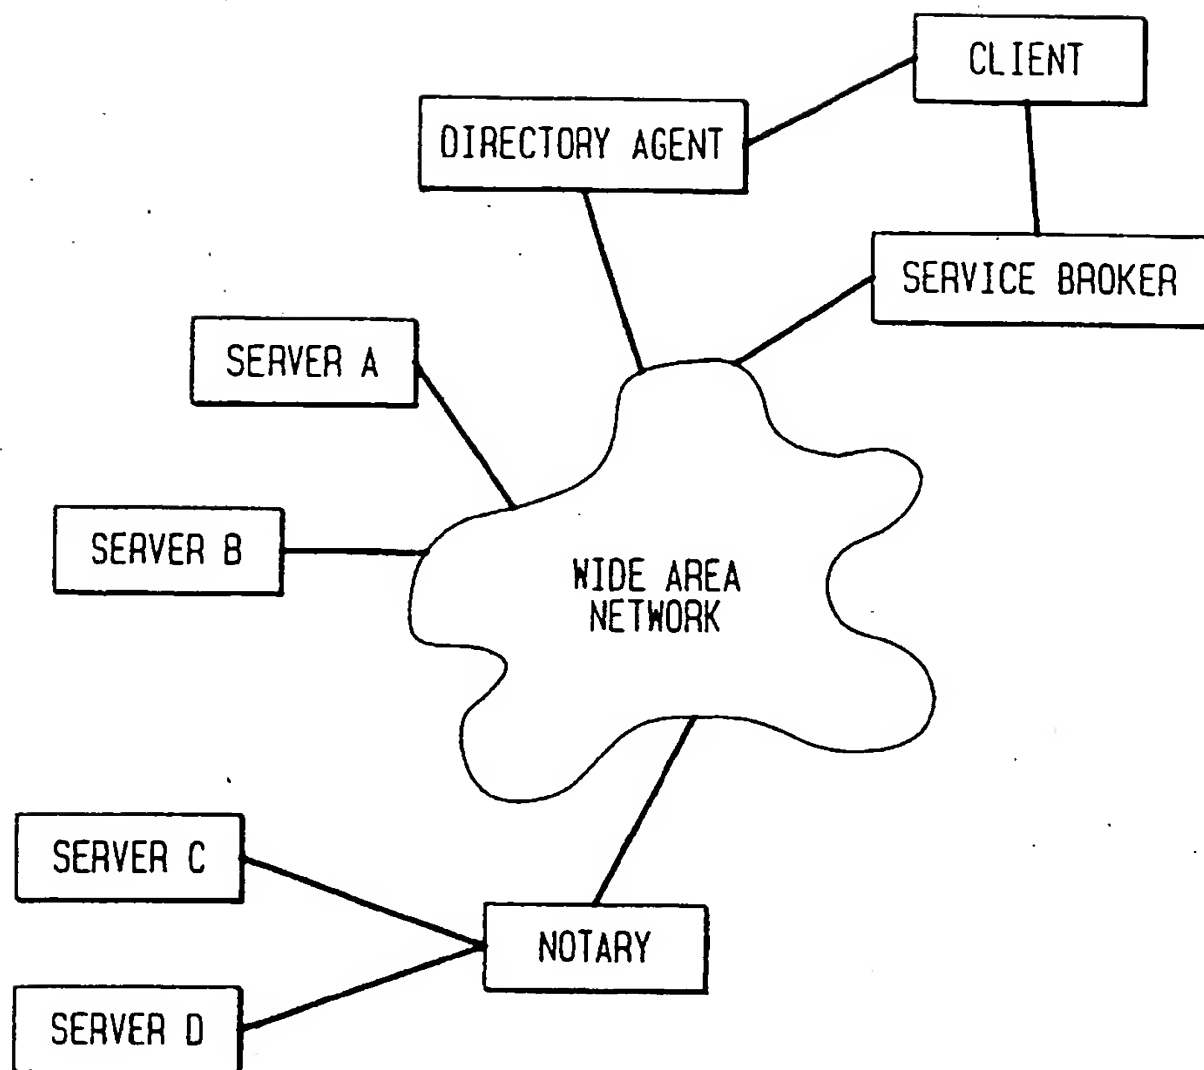 CLIENT
DIRECTORY AGENT
SERVICE BROKER
SERVER A
SERVER B
WIDE AREA
NETWORK
SERVER C
NOTARY
SERVER D